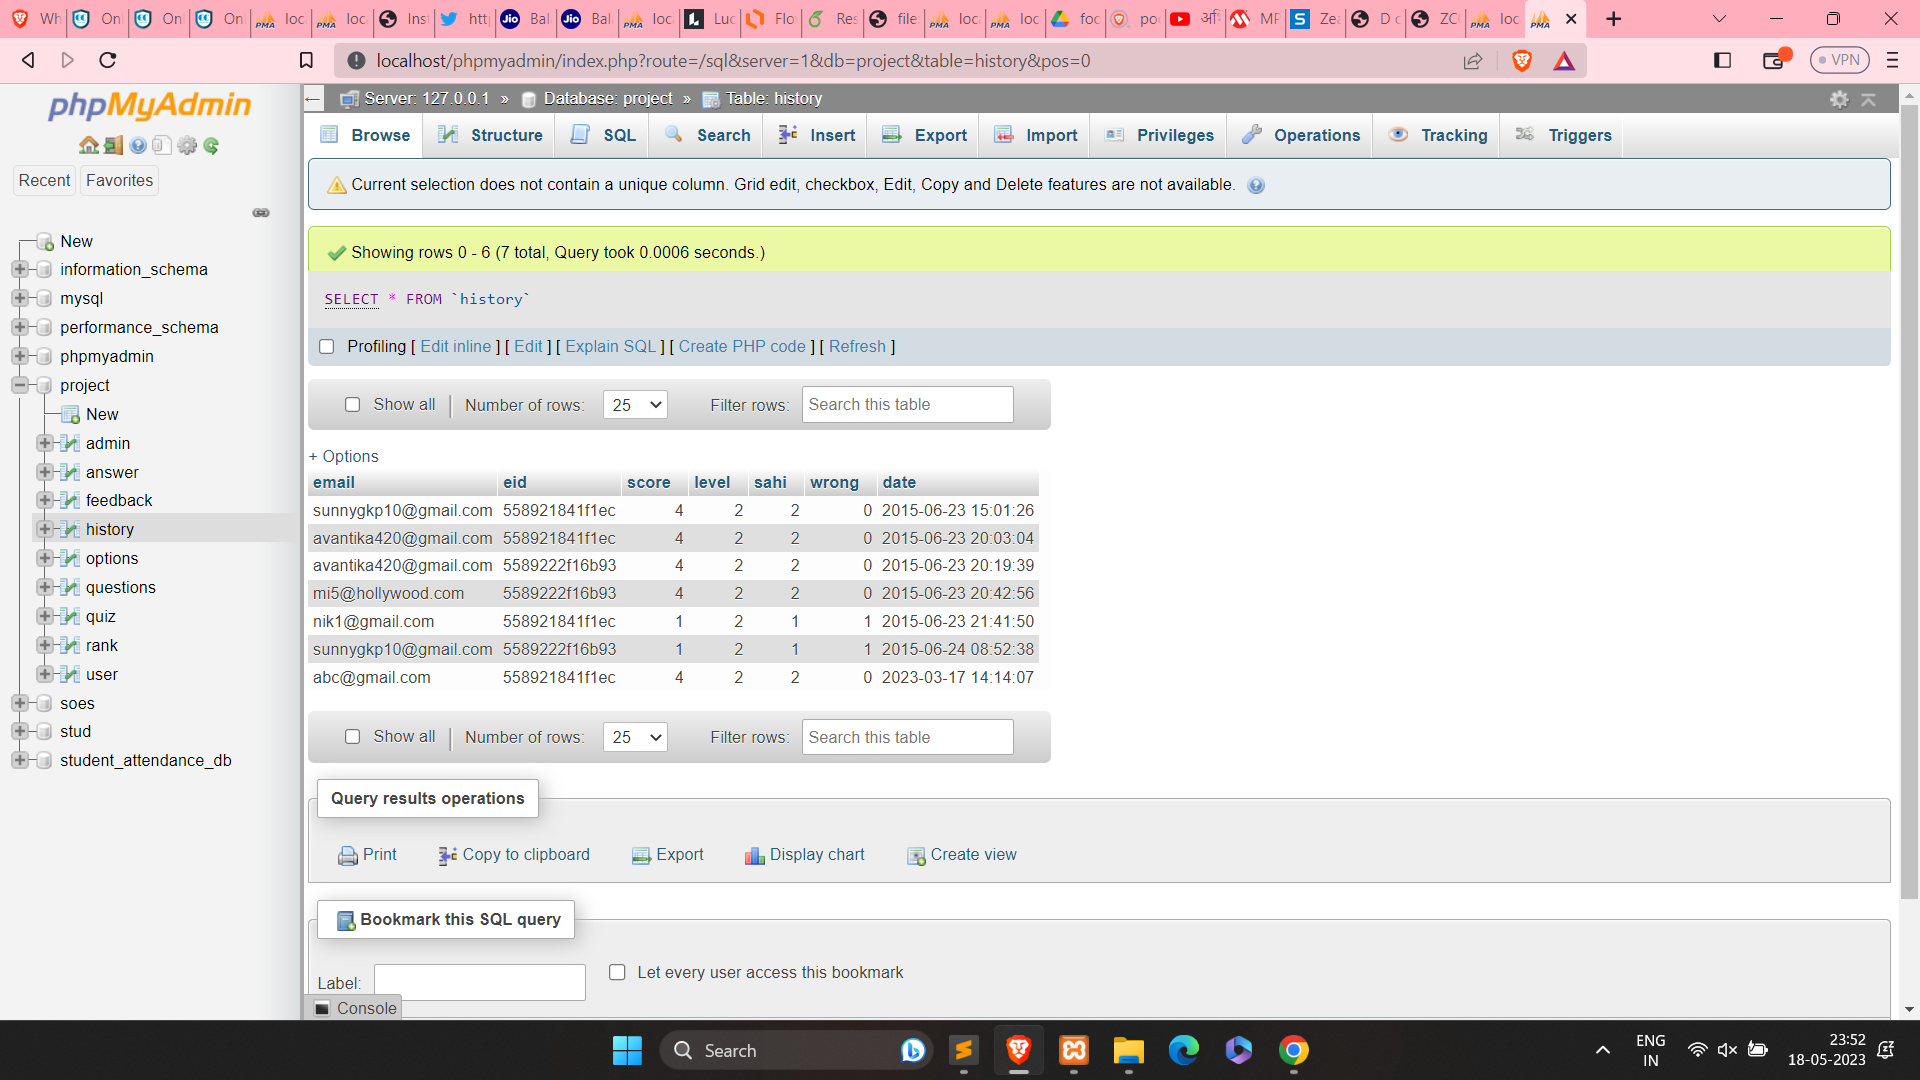 Wh
On
On
On
loc
loc
Inst
http
Jio Bal
Jio Bal
loc
Luc
Flo
Res
file
loc
loc
foc
poc
MP
S Zea
D c
ZC
loc
localhost/phpmyadmin/index.php?route=/sql&server=1&db=project&table=history&pos=0
VPN
phpMyAdmin
Recent Favorites
New
information_schema
mysql
performance_schema
phpmyadmin
project
New
admin
answer
feedback
history
options
questions
quiz
rank
user
soes
stud
student_attendance_db
Server: 127.0.0.1 » Database: project » Table: history
Browse Structure SQL Search Insert Export Import Privileges Operations Tracking Triggers
Current selection does not contain a unique column. Grid edit, checkbox, Edit, Copy and Delete features are not available.
Showing rows 0 - 6 (7 total, Query took 0.0006 seconds.)
SELECT * FROM `history`
Profiling [ Edit inline ] [ Edit ] [ Explain SQL ] [ Create PHP code ] [ Refresh ]
Show all | Number of rows: 25 Filter rows: Search this table
+ Options
email eid score level sahi wrong date
sunnygkp10@gmail.com 558921841f1ec 4 2 2 0 2015-06-23 15:01:26
avantika420@gmail.com 558921841f1ec 4 2 2 0 2015-06-23 20:03:04
avantika420@gmail.com 5589222f16b93 4 2 2 0 2015-06-23 20:19:39
mi5@hollywood.com 5589222f16b93 4 2 2 0 2015-06-23 20:42:56
nik1@gmail.com 558921841f1ec 1 2 1 1 2015-06-23 21:41:50
sunnygkp10@gmail.com 5589222f16b93 1 2 1 1 2015-06-24 08:52:38
abc@gmail.com 558921841f1ec 4 2 2 0 2023-03-17 14:14:07
Show all | Number of rows: 25 Filter rows: Search this table
Query results operations
Print Copy to clipboard Export Display chart Create view
Bookmark this SQL query
Label: Let every user access this bookmark
Console
Search
ENG
IN
23:52
18-05-2023